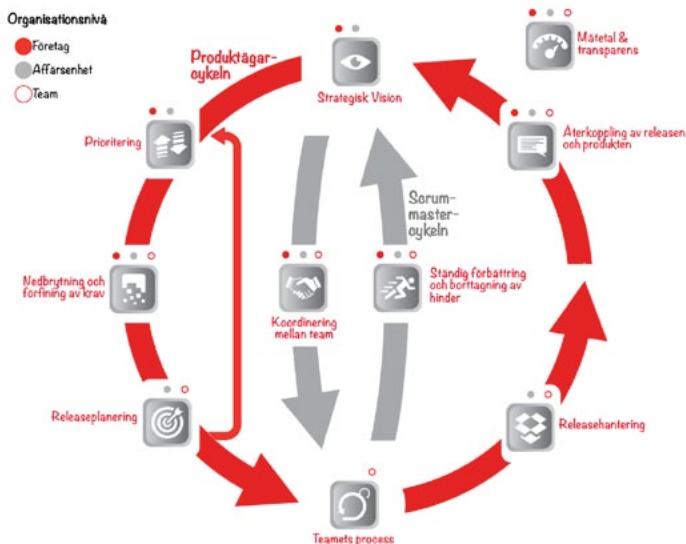 Organisationsnivå
Företag
Affärsenhet
Team
Produktägar-
cykeln
Strategisk Vision
Mätetal &
transparens
Prioritering
Återkoppling av releasen
och produkten
Scrum-
master-
cykeln
Nedbrytning och
förfining av krav
Koordinering
mellan team
Ständig förbättring
och borttagning av
hinder
Releaseplanering
Releasehantering
Teamets process